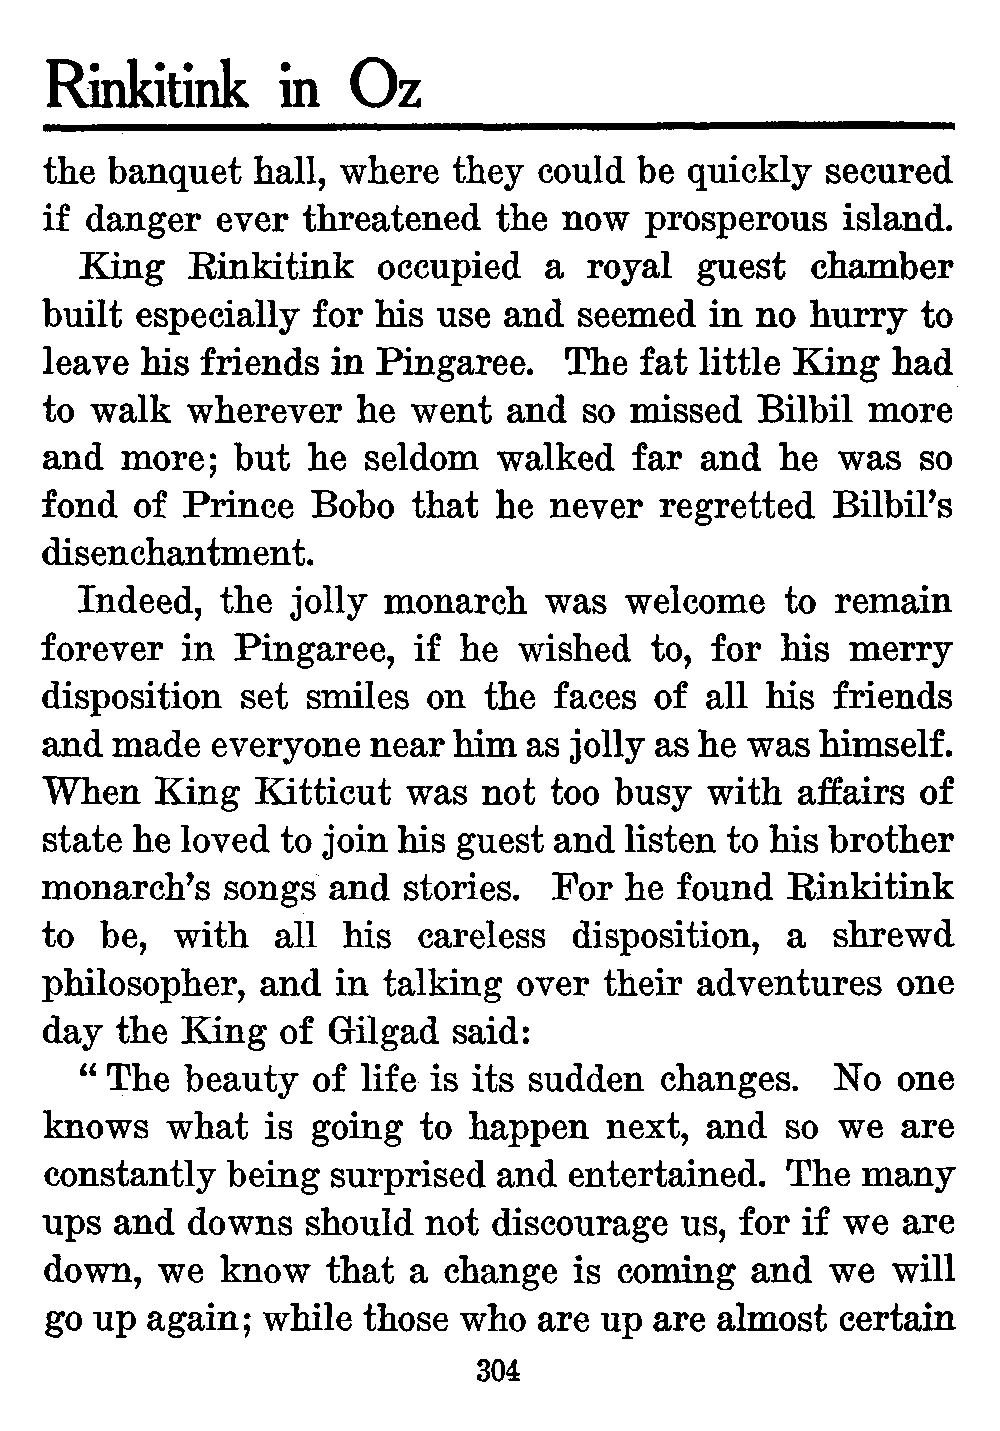 Rinkitink in Oz
the banquet hall, where they could be quickly secured
if danger ever threatened the now prosperous island.
King Rinkitink occupied a royal guest chamber
built especially for his use and seemed in no hurry to
leave his friends in Pingaree. The fat little King had
to walk wherever he went and so missed Bilbil more
and more; but he seldom walked far and he was so
fond of Prince Bobo that he never regretted Bilbil's
disenchantment.
Indeed, the jolly monarch was welcome to remain
forever in Pingaree, if he wished to, for his merry
disposition set smiles on the faces of all his friends
and made everyone near him as jolly as he was himself.
When King Kitticut was not too busy with affairs of
state he loved to join his guest and listen to his brother
monarch's songs and stories. For he found Rinkitink
to be, with all his careless disposition, a shrewd
philosopher, and in talking over their adventures one
day the King of Gilgad said:
“ The beauty of life is its sudden changes. No one
knows what is going to happen next, and so we are
constantly being surprised and entertained. The many
ups and downs should not discourage us, for if we are
down, we know that a change is coming and we will
go up again; while those who are up are almost certain
304